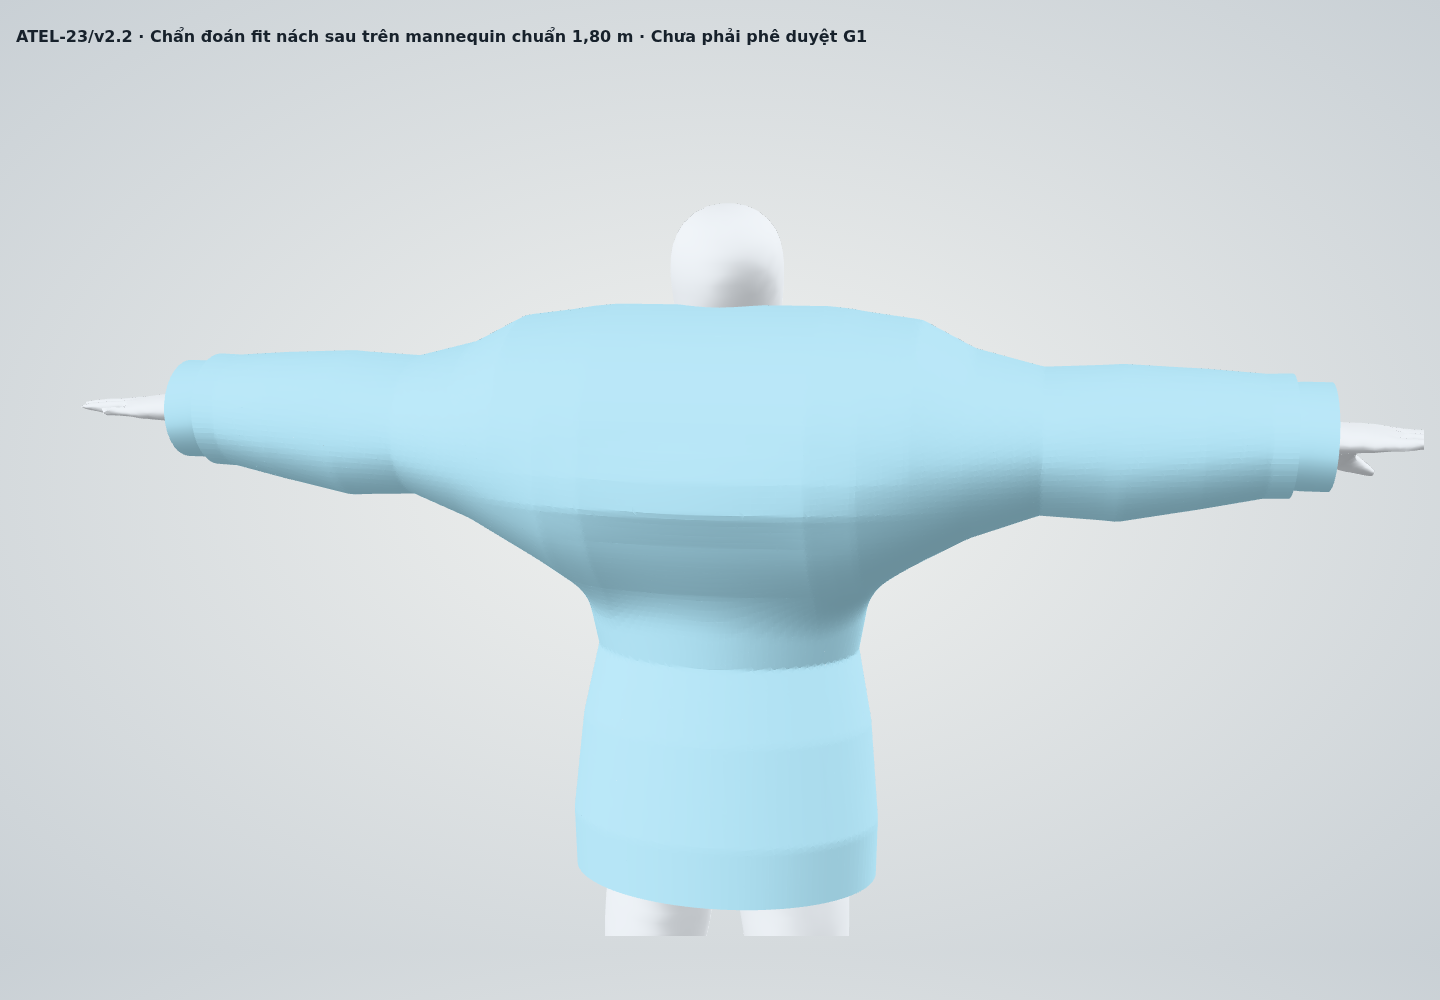 ATEL-23/v2.2 · Chẩn đoán fit nách sau trên mannequin chuẩn 1,80 m · Chưa phải phê duyệt G1